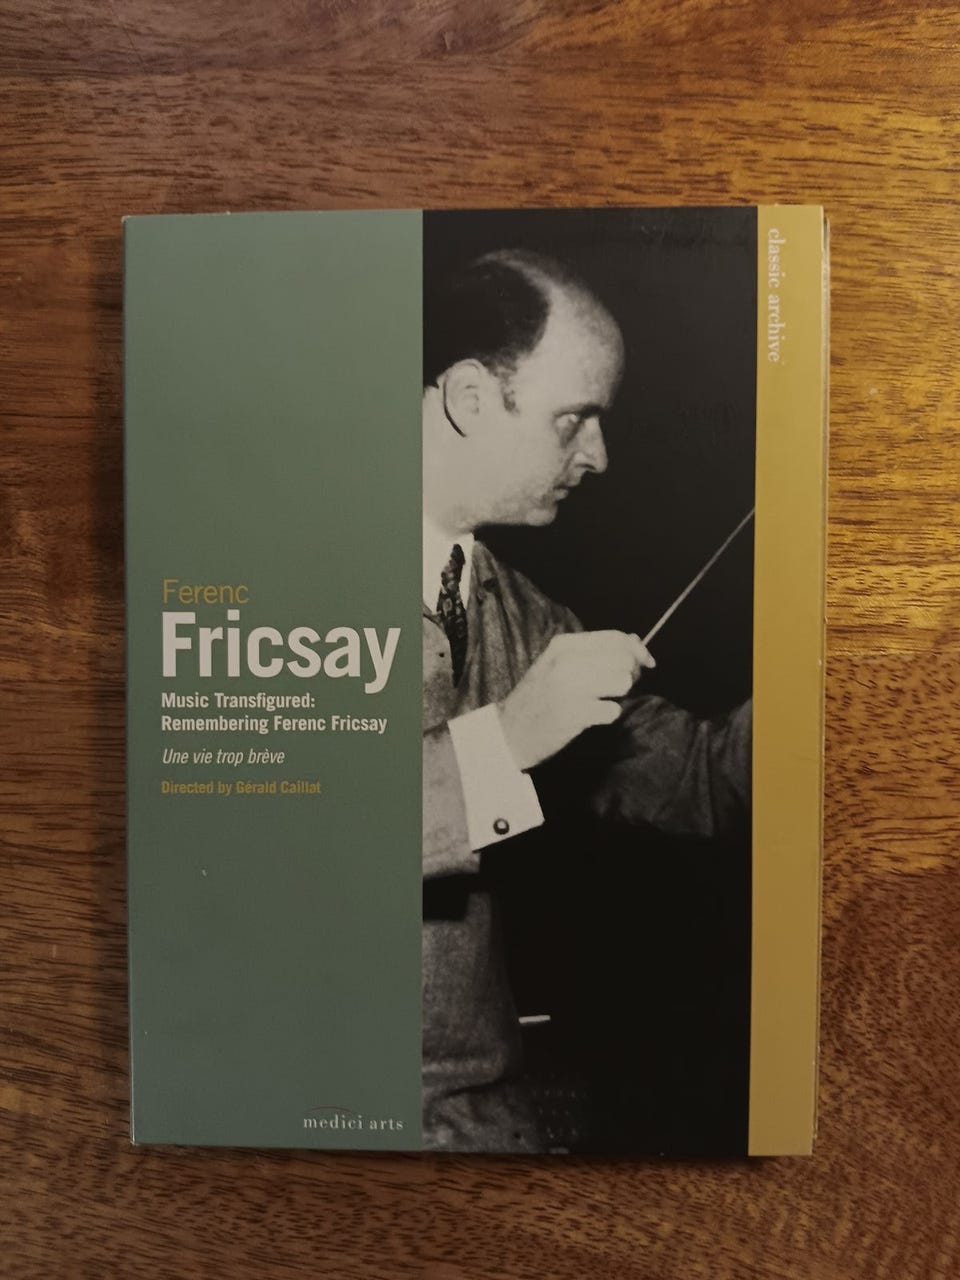 Ferenc
Fricsay
Music Transfigured:
Remembering Ferenc Fricsay
Une vie trop brève
Directed by Gérald Caillat
medici arts
classic archive